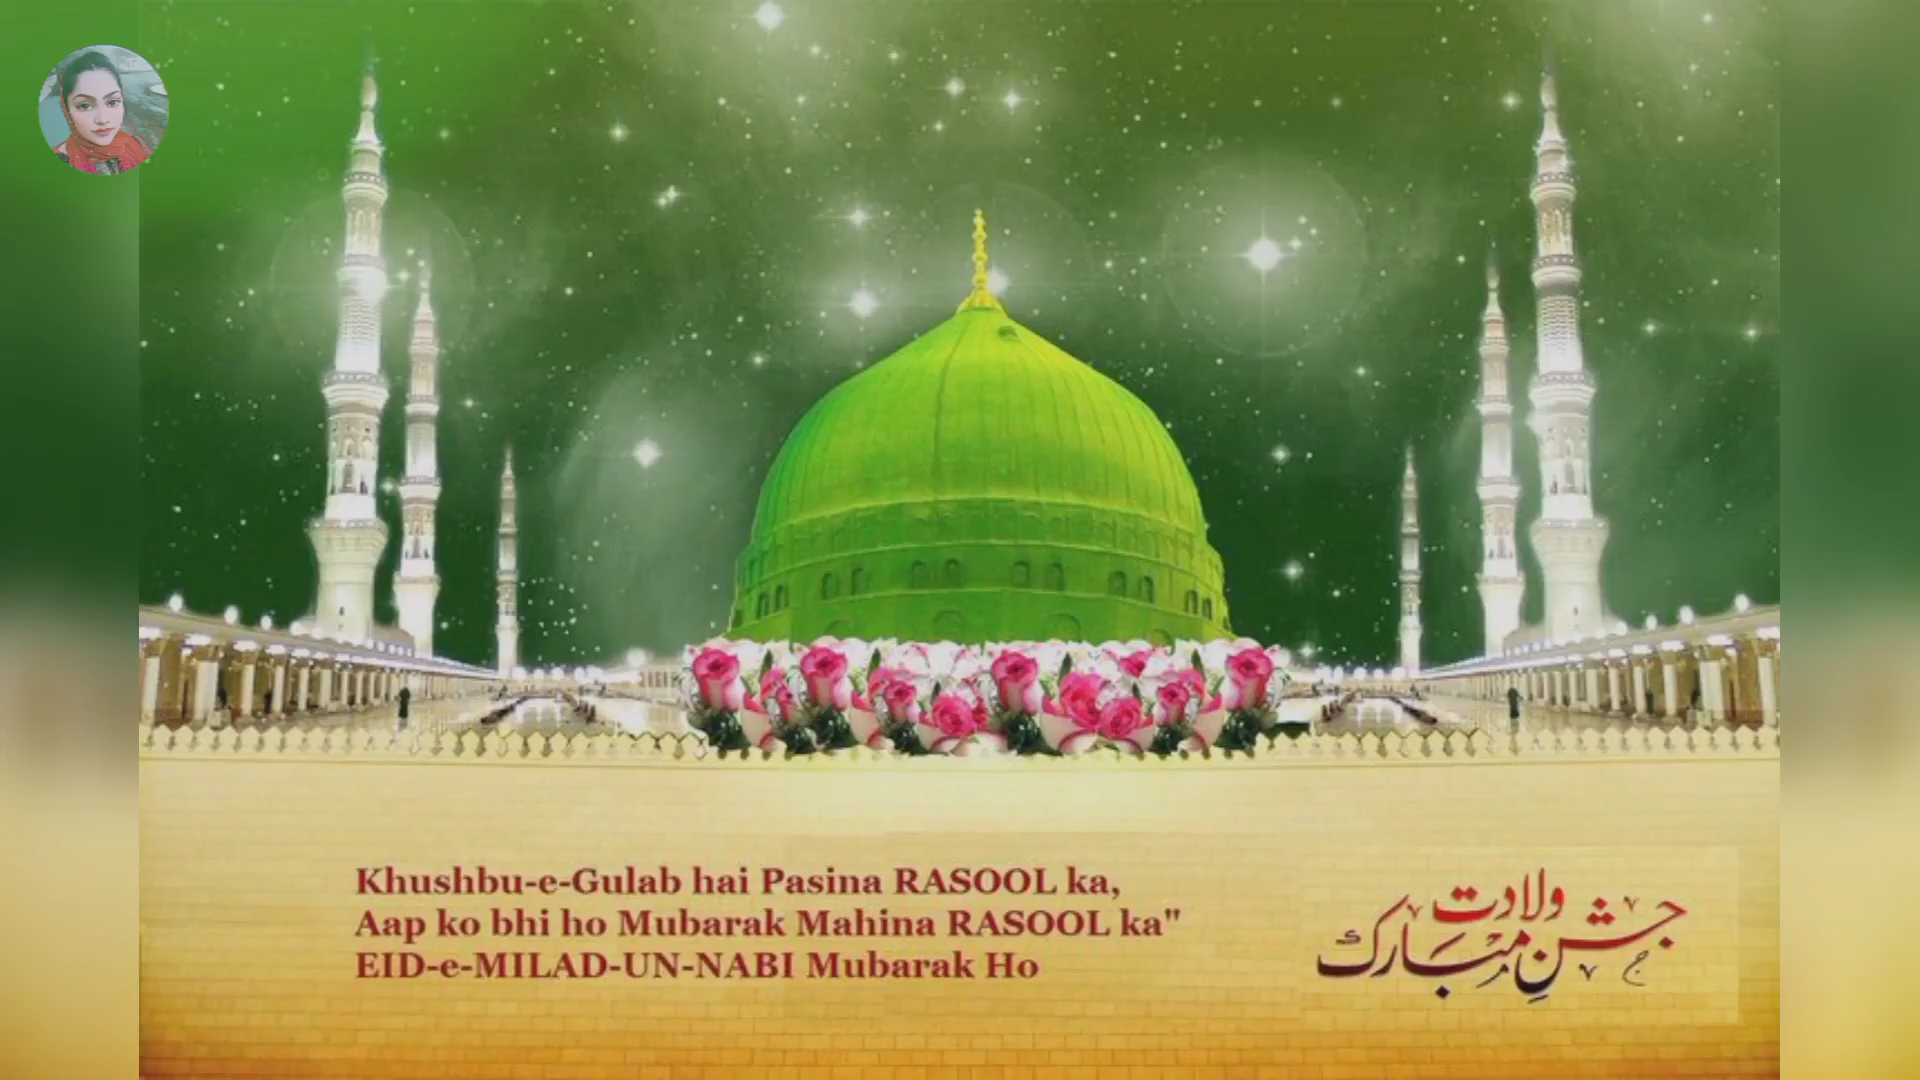 Khushbu-e-Gulab hai Pasina RASOOL ka,
Aap ko bhi ho Mubarak Mahina RASOOL ka"
EID-e-MILAD-UN-NABI Mubarak Ho
جشنِ ولادت
مبارک